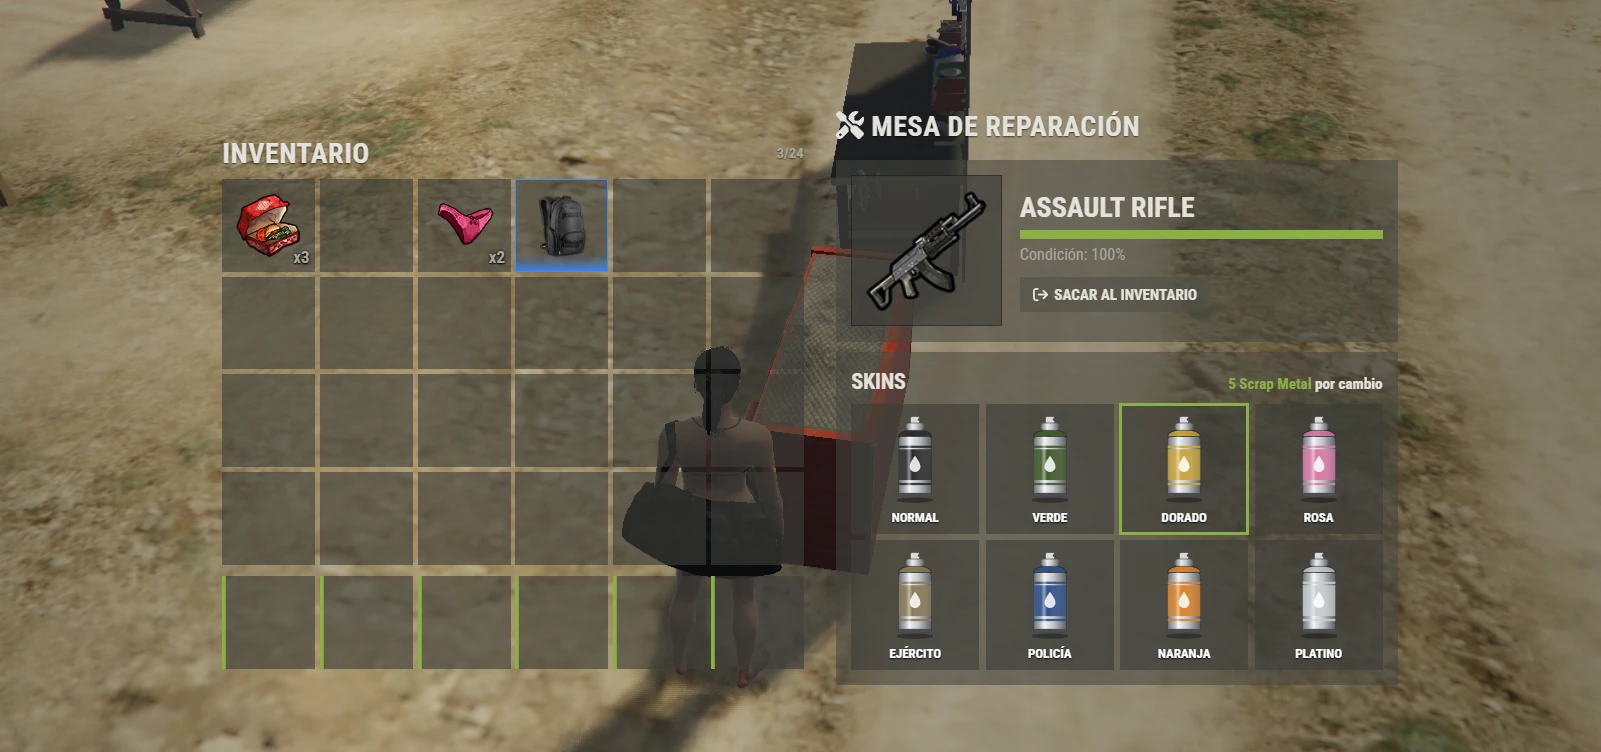 MESA DE REPARACIÓN
INVENTARIO
3/24
x3
x2
ASSAULT RIFLE
Condición: 100%
SACAR AL INVENTARIO
SKINS
5 Scrap Metal por cambio
NORMAL
VERDE
DORADO
ROSA
EJÉRCITO
POLICÍA
NARANJA
PLATINO